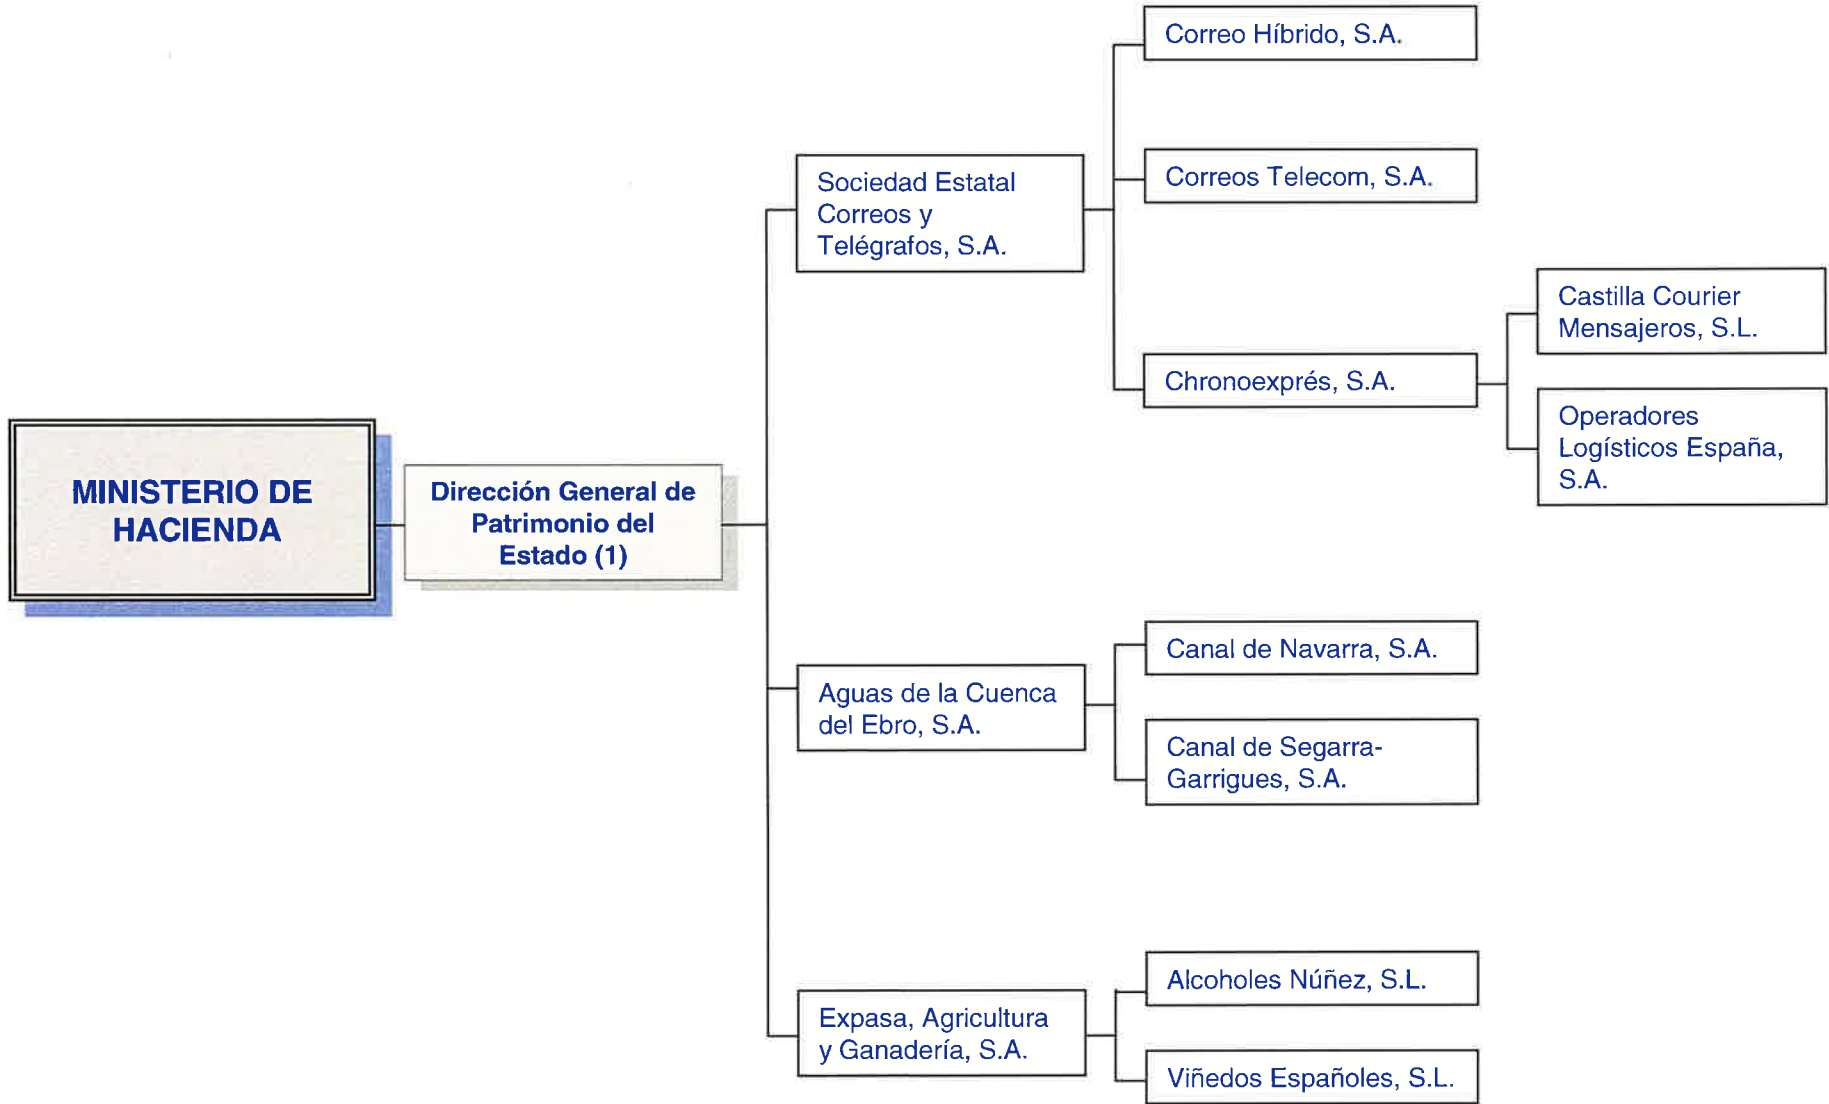 MINISTERIO DE
HACIENDA
Dirección General de
Patrimonio del
Estado (1)
Sociedad Estatal
Correos y
Telégrafos, S.A.
Correo Híbrido, S.A.
Correos Telecom, S.A.
Chronoexprés, S.A.
Castilla Courier
Mensajeros, S.L.
Operadores
Logísticos España,
S.A.
Aguas de la Cuenca
del Ebro, S.A.
Canal de Navarra, S.A.
Canal de Segarra-
Garrigues, S.A.
Expasa, Agricultura
y Ganadería, S.A.
Alcoholes Núñez, S.L.
Viñedos Españoles, S.L.